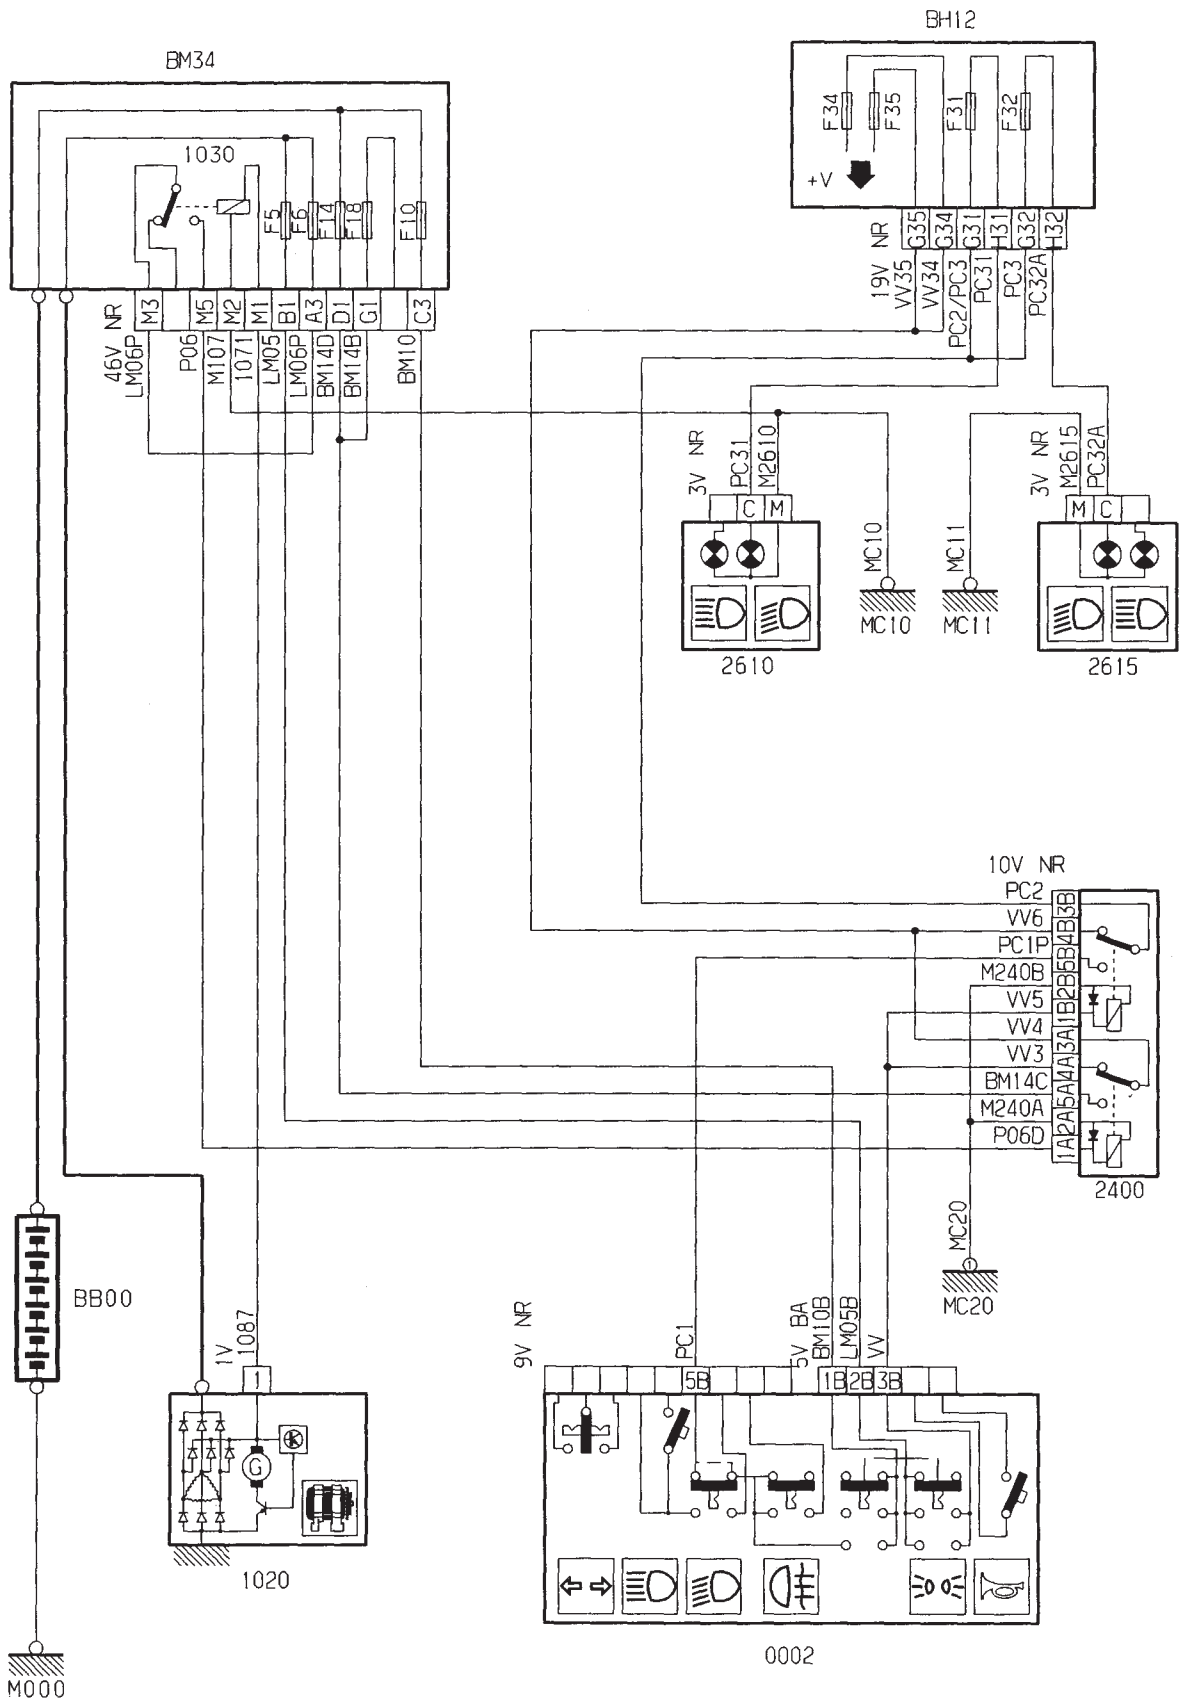 BH12
BM34
F34
F35
F31
F32
+V
1030
F5
F6
F14
F18
F10
G35
G34
G31
H31
G32
H32
19V NR
VV35
VV34
PC2/PC3
PC31
PC3
PC32A
M3
M5
M2
M1
B1
A3
D1
G1
C3
46V NR
LM06P
P06
M107
1071
LM05
LM06P
BM14D
BM14B
BM10
3V NR
PC31
M2610
C
M
MC10
MC11
3V NR
M2615
PC32A
M
C
MC10
MC11
2610
2615
10V NR
PC2
3B
VV6
4B
PC1P
5B
M240B
2B
VV5
1B
VV4
3A
VV3
4A
BM14C
5A
M240A
2A
P06D
1A
2400
MC20
1
MC20
BB00
1V
1087
1
G
1020
9V NR
PC1
5V BA
BM10B
LM05B
VV
5B
1B
2B
3B
0002
M000